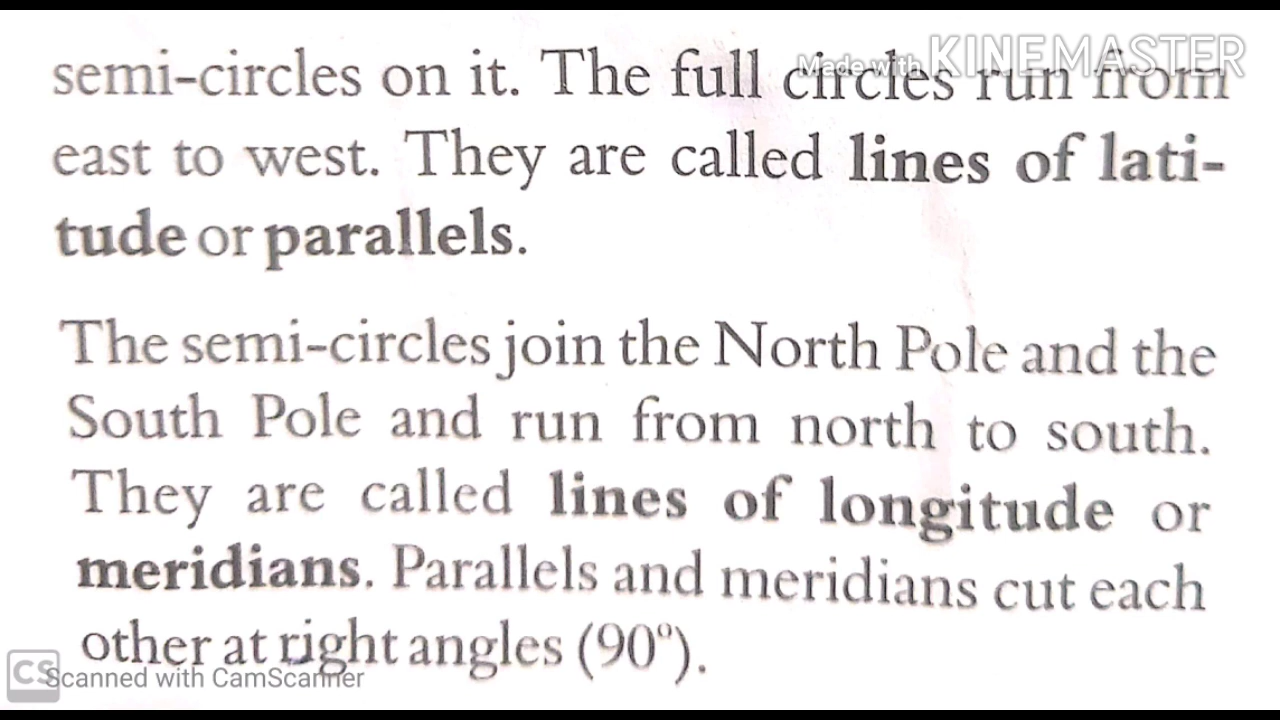 Made with KINEMASTER
semi-circles on it. The full circles run from
east to west. They are called lines of lati-
tude or parallels.
The semi-circles join the North Pole and the
South Pole and run from north to south.
They are called lines of longitude or
meridians. Parallels and meridians cut each
other at right angles (90°).
CS Scanned with CamScanner